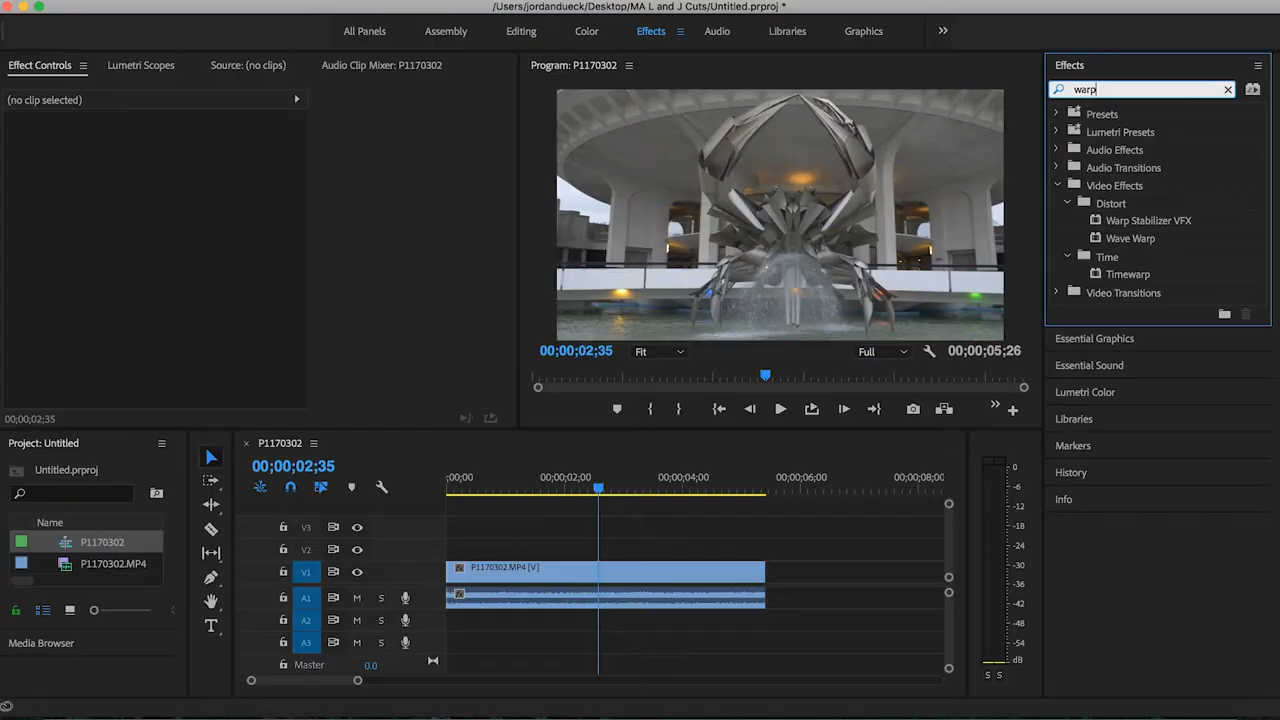 /Users/jordandueck/Desktop/MA L and J Cuts/Untitled.prproj *
All Panels
Assembly
Editing
Color
Effects
Audio
Libraries
Graphics
Effect Controls
Lumetri Scopes
Source: (no clips)
Audio Clip Mixer: P1170302
(no clip selected)
00;00;02;35
Program: P1170302
00;00;02;35
Fit
Full
00;00;05;26
Effects
warp
Presets
Lumetri Presets
Audio Effects
Audio Transitions
Video Effects
Distort
Warp Stabilizer VFX
Wave Warp
Time
Timewarp
Video Transitions
Essential Graphics
Essential Sound
Lumetri Color
Libraries
Markers
History
Info
Project: Untitled
Untitled.prproj
Name
P1170302
P1170302.MP4
Media Browser
P1170302
00;00;02;35
;00;00
00;00;02;00
00;00;04;00
00;00;06;00
00;00;08;0
V3
V2
V1
P1170302.MP4 [V]
A1 M S
A2 M S
A3 M S
Master 0.0
0
-6
-12
-18
-24
-30
-36
-42
-48
-54
dB
S S